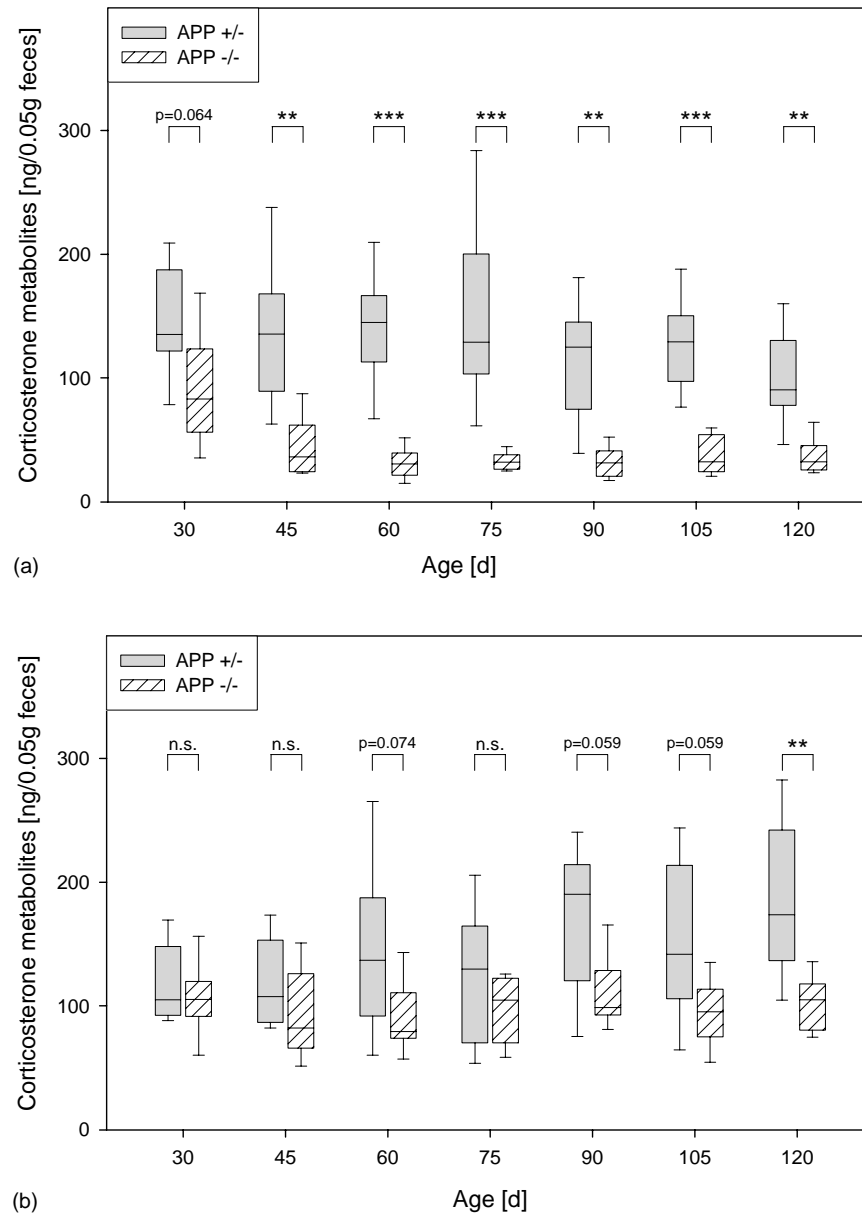 APP +/-
APP -/-
Corticosterone metabolites [ng/0.05g feces]
300
200
100
0
p=0.064 ** *** *** ** *** **
30 45 60 75 90 105 120
Age [d]
(a)
APP +/-
APP -/-
Corticosterone metabolites [ng/0.05g feces]
300
200
100
0
n.s. n.s. p=0.074 n.s. p=0.059 p=0.059 **
30 45 60 75 90 105 120
Age [d]
(b)